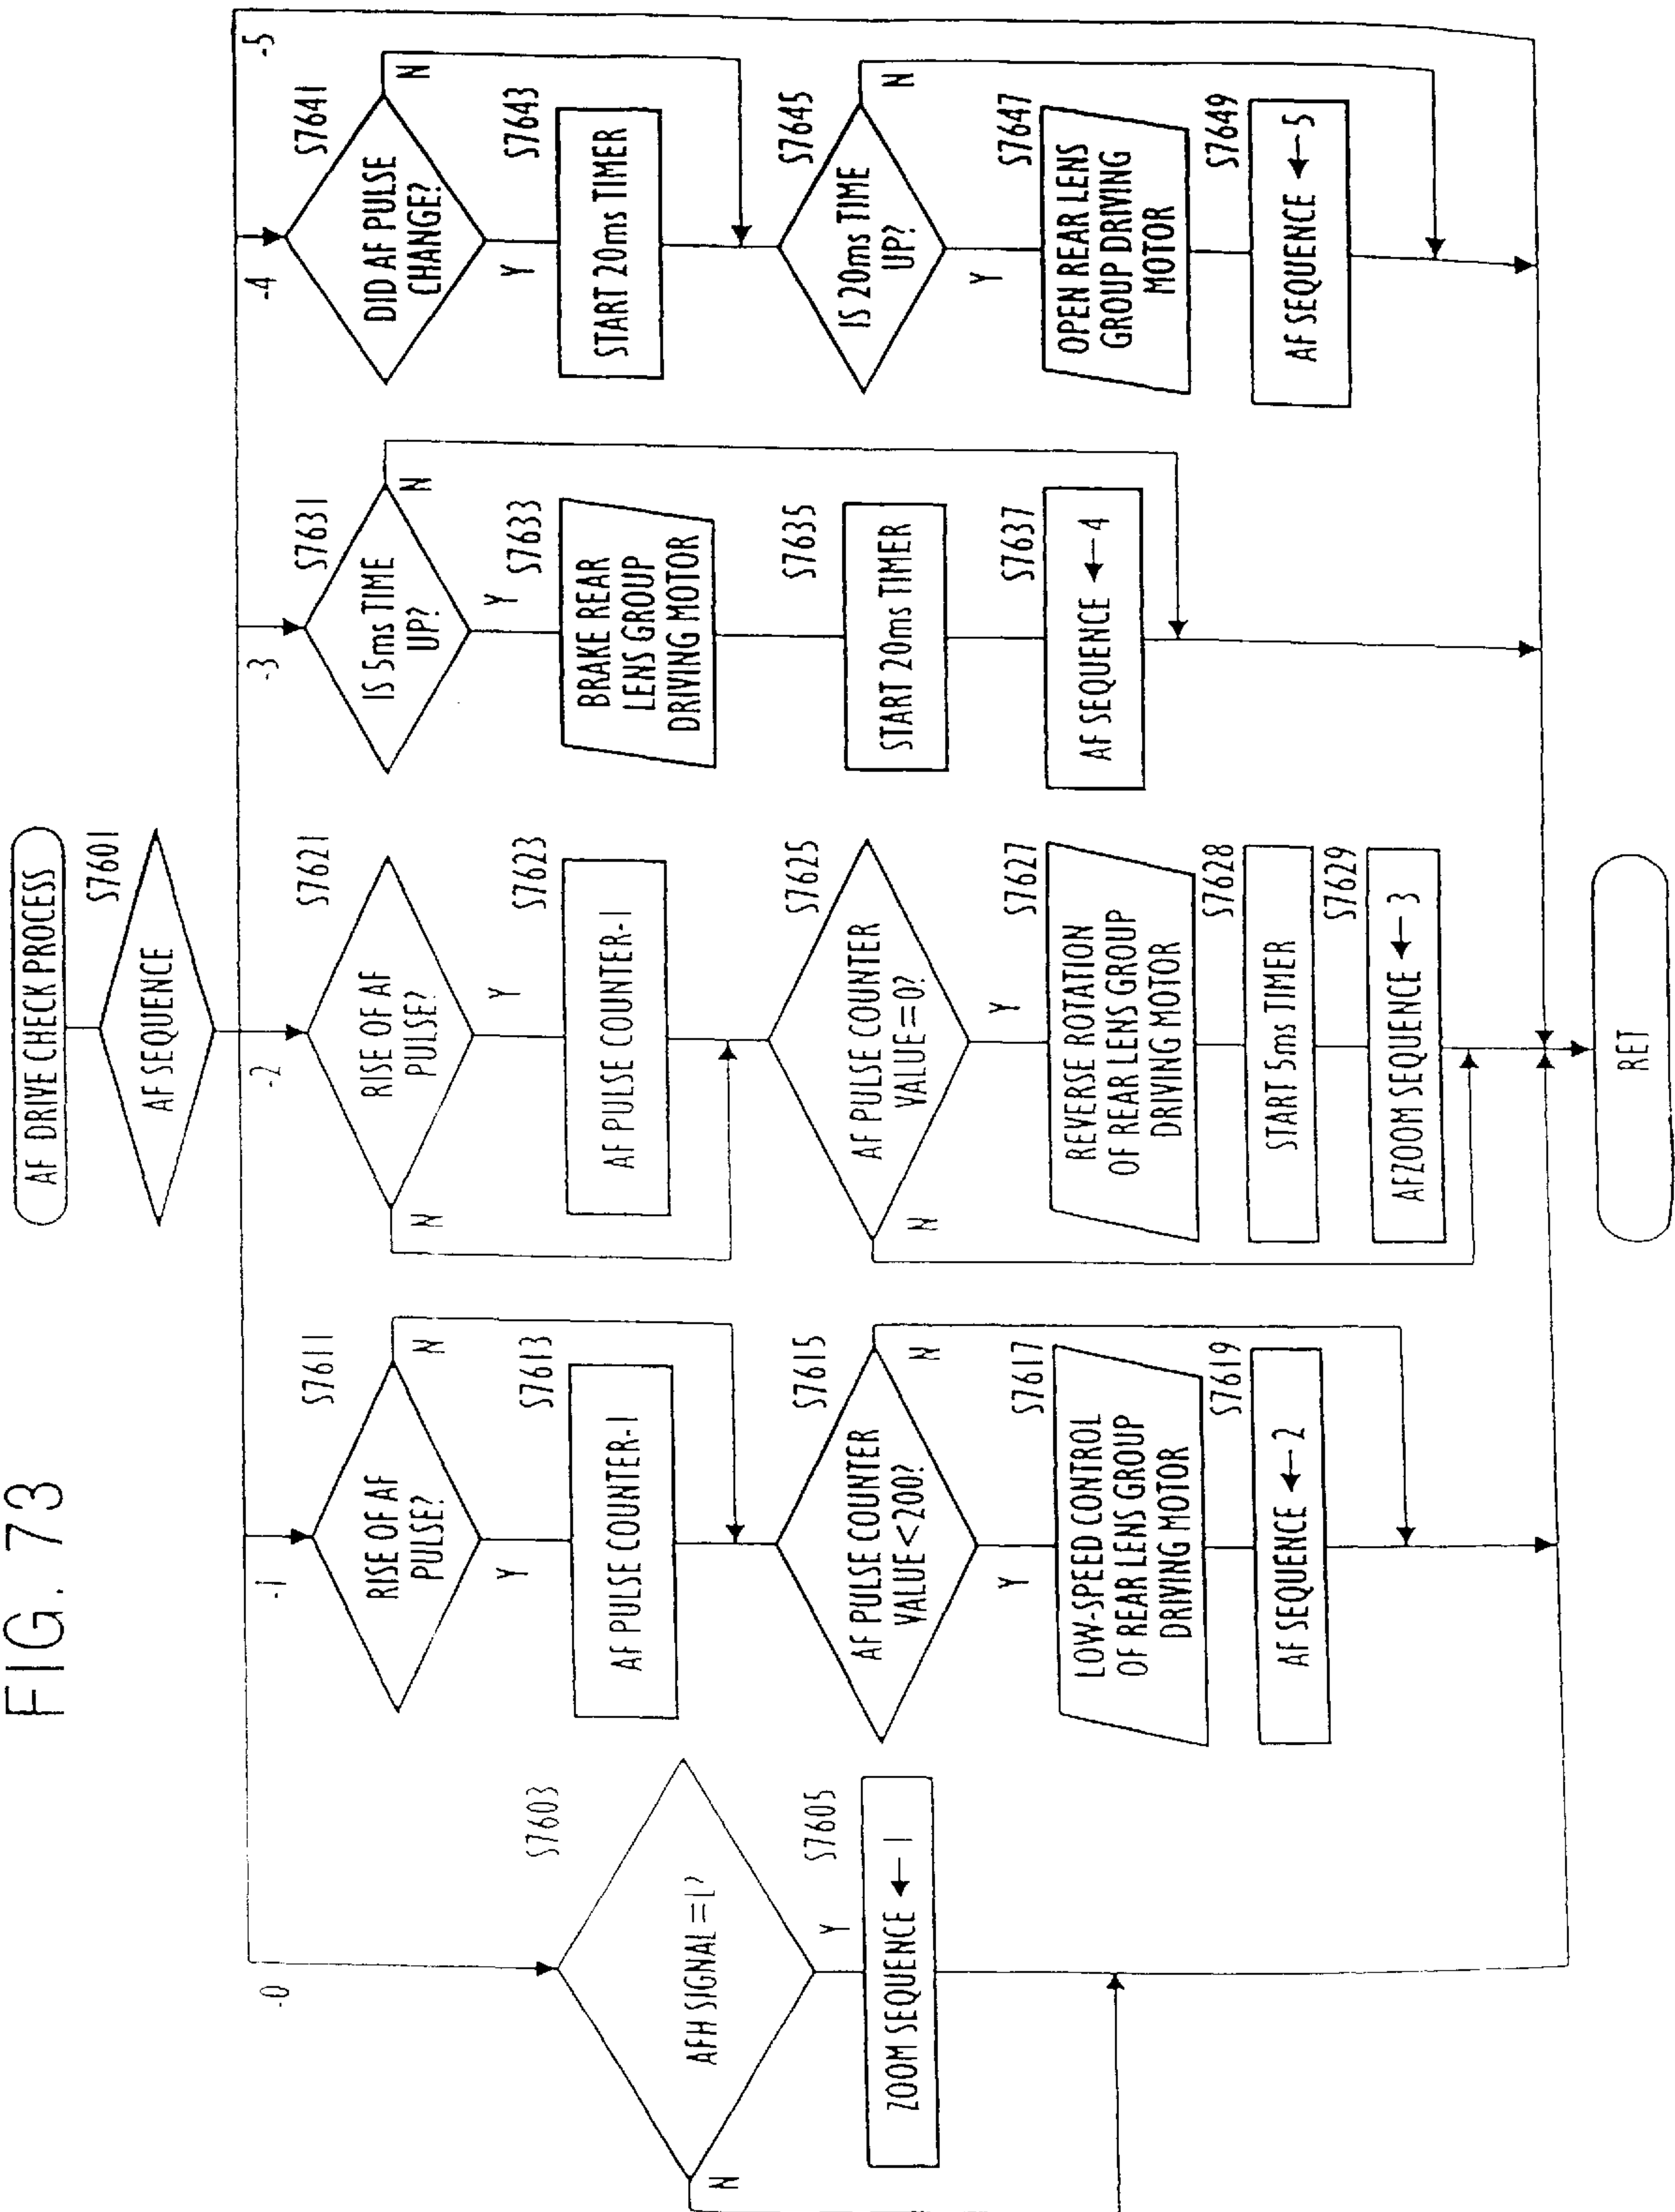 FIG. 73
AF DRIVE CHECK PROCESS
S7601
AF SEQUENCE
-0
S7603
AFH SIGNAL=L?
N
Y
S7605
ZOOM SEQUENCE ← 1
-1
S7611
RISE OF AF
PULSE?
N
Y
S7613
AF PULSE COUNTER-1
S7615
AF PULSE COUNTER
VALUE<200?
N
Y
S7617
LOW-SPEED CONTROL
OF REAR LENS GROUP
DRIVING MOTOR
S7619
AF SEQUENCE ← 2
-2
S7621
RISE OF AF
PULSE?
N
Y
S7623
AF PULSE COUNTER-1
S7625
AF PULSE COUNTER
VALUE=0?
N
Y
S7627
REVERSE ROTATION
OF REAR LENS GROUP
DRIVING MOTOR
S7628
START 5ms TIMER
S7629
AFZOOM SEQUENCE ← 3
-3
S7631
IS 5ms TIME
UP?
N
Y
S7633
BRAKE REAR
LENS GROUP
DRIVING MOTOR
S7635
START 20ms TIMER
S7637
AF SEQUENCE ← 4
-4
S7641
DID AF PULSE
CHANGE?
N
Y
S7643
START 20ms TIMER
S7645
IS 20ms TIME
UP?
N
Y
S7647
OPEN REAR LENS
GROUP DRIVING
MOTOR
S7649
AF SEQUENCE ← 5
-5
RET